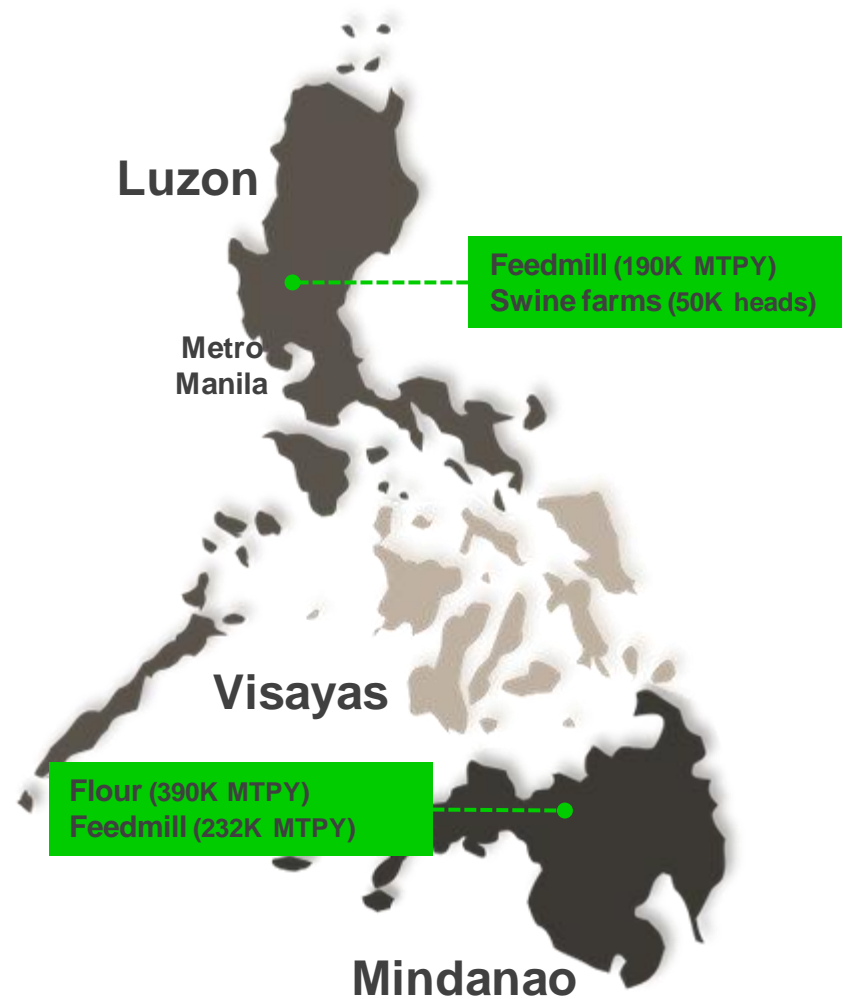 Luzon
Feedmill (190K MTPY)
Swine farms (50K heads)
Metro
Manila
Visayas
Flour (390K MTPY)
Feedmill (232K MTPY)
Mindanao